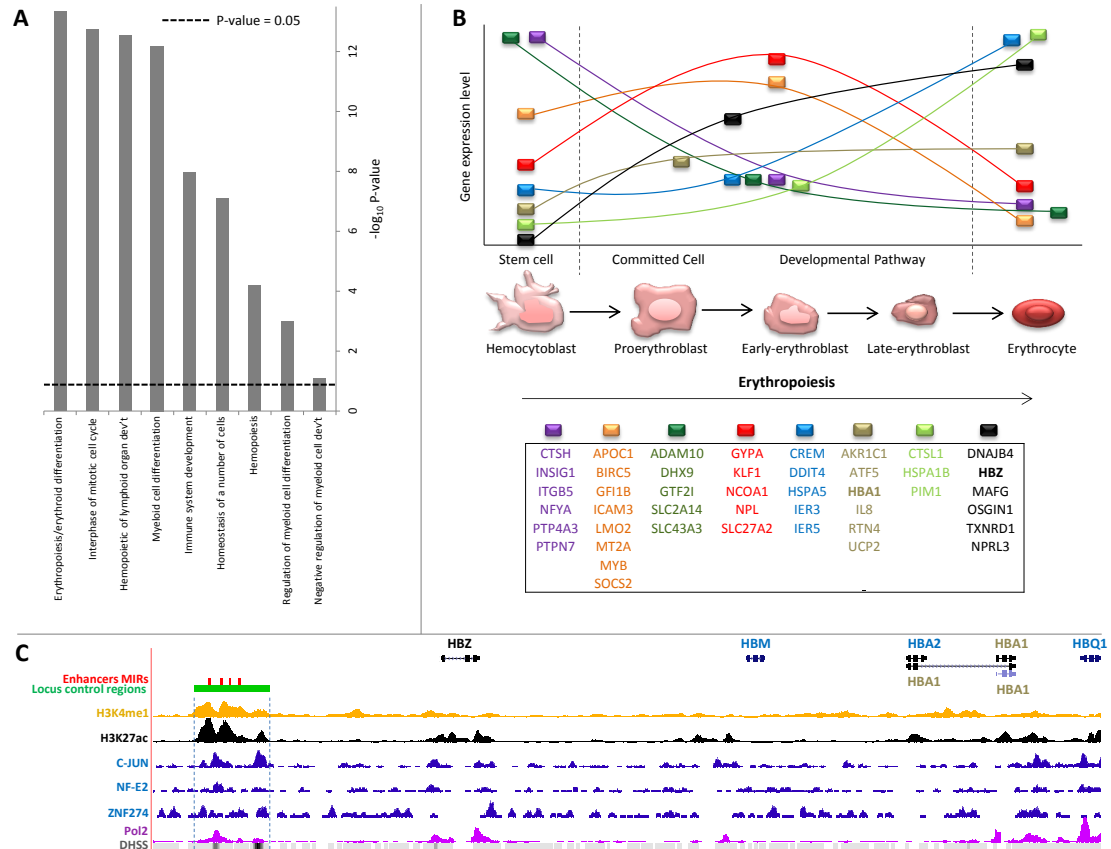 A
P-value = 0.05
12
10
8
6
4
2
0
-log10 P-value
Erythropoiesis/erythroid differentiation
Interphase of mitotic cell cycle
Hemopoietic of lymphoid organ dev't
Myeloid cell differentiation
Immune system development
Homeostasis of a number of cells
Hemopoiesis
Regulation of myeloid cell differentiation
Negative regulation of myeloid cell dev't
B
Gene expression level
Stem cell Committed Cell Developmental Pathway
Hemocytoblast Proerythroblast Early-erythroblast Late-erythroblast Erythrocyte
Erythropoiesis
CTSH APOC1 ADAM10 GYPA CREM AKR1C1 CTSL1 DNAJB4
INSIG1 BIRC5 DHX9 KLF1 DDIT4 ATF5 HSPA1B HBZ
ITGB5 GFI1B GTF2I NCOA1 HSPA5 HBA1 PIM1 MAFG
NFYA ICAM3 SLC2A14 NPL IER3 IL8 OSGIN1
PTP4A3 LMO2 SLC43A3 SLC27A2 IER5 RTN4 TXNRD1
PTPN7 MT2A UCP2 NPRL3
MYB
SOCS2
C
HBZ HBM HBA2 HBA1 HBQ1
HBA1 HBA1
Enhancers MIRs
Locus control regions
H3K4me1
H3K27ac
C-JUN
NF-E2
ZNF274
Pol2
DHSS